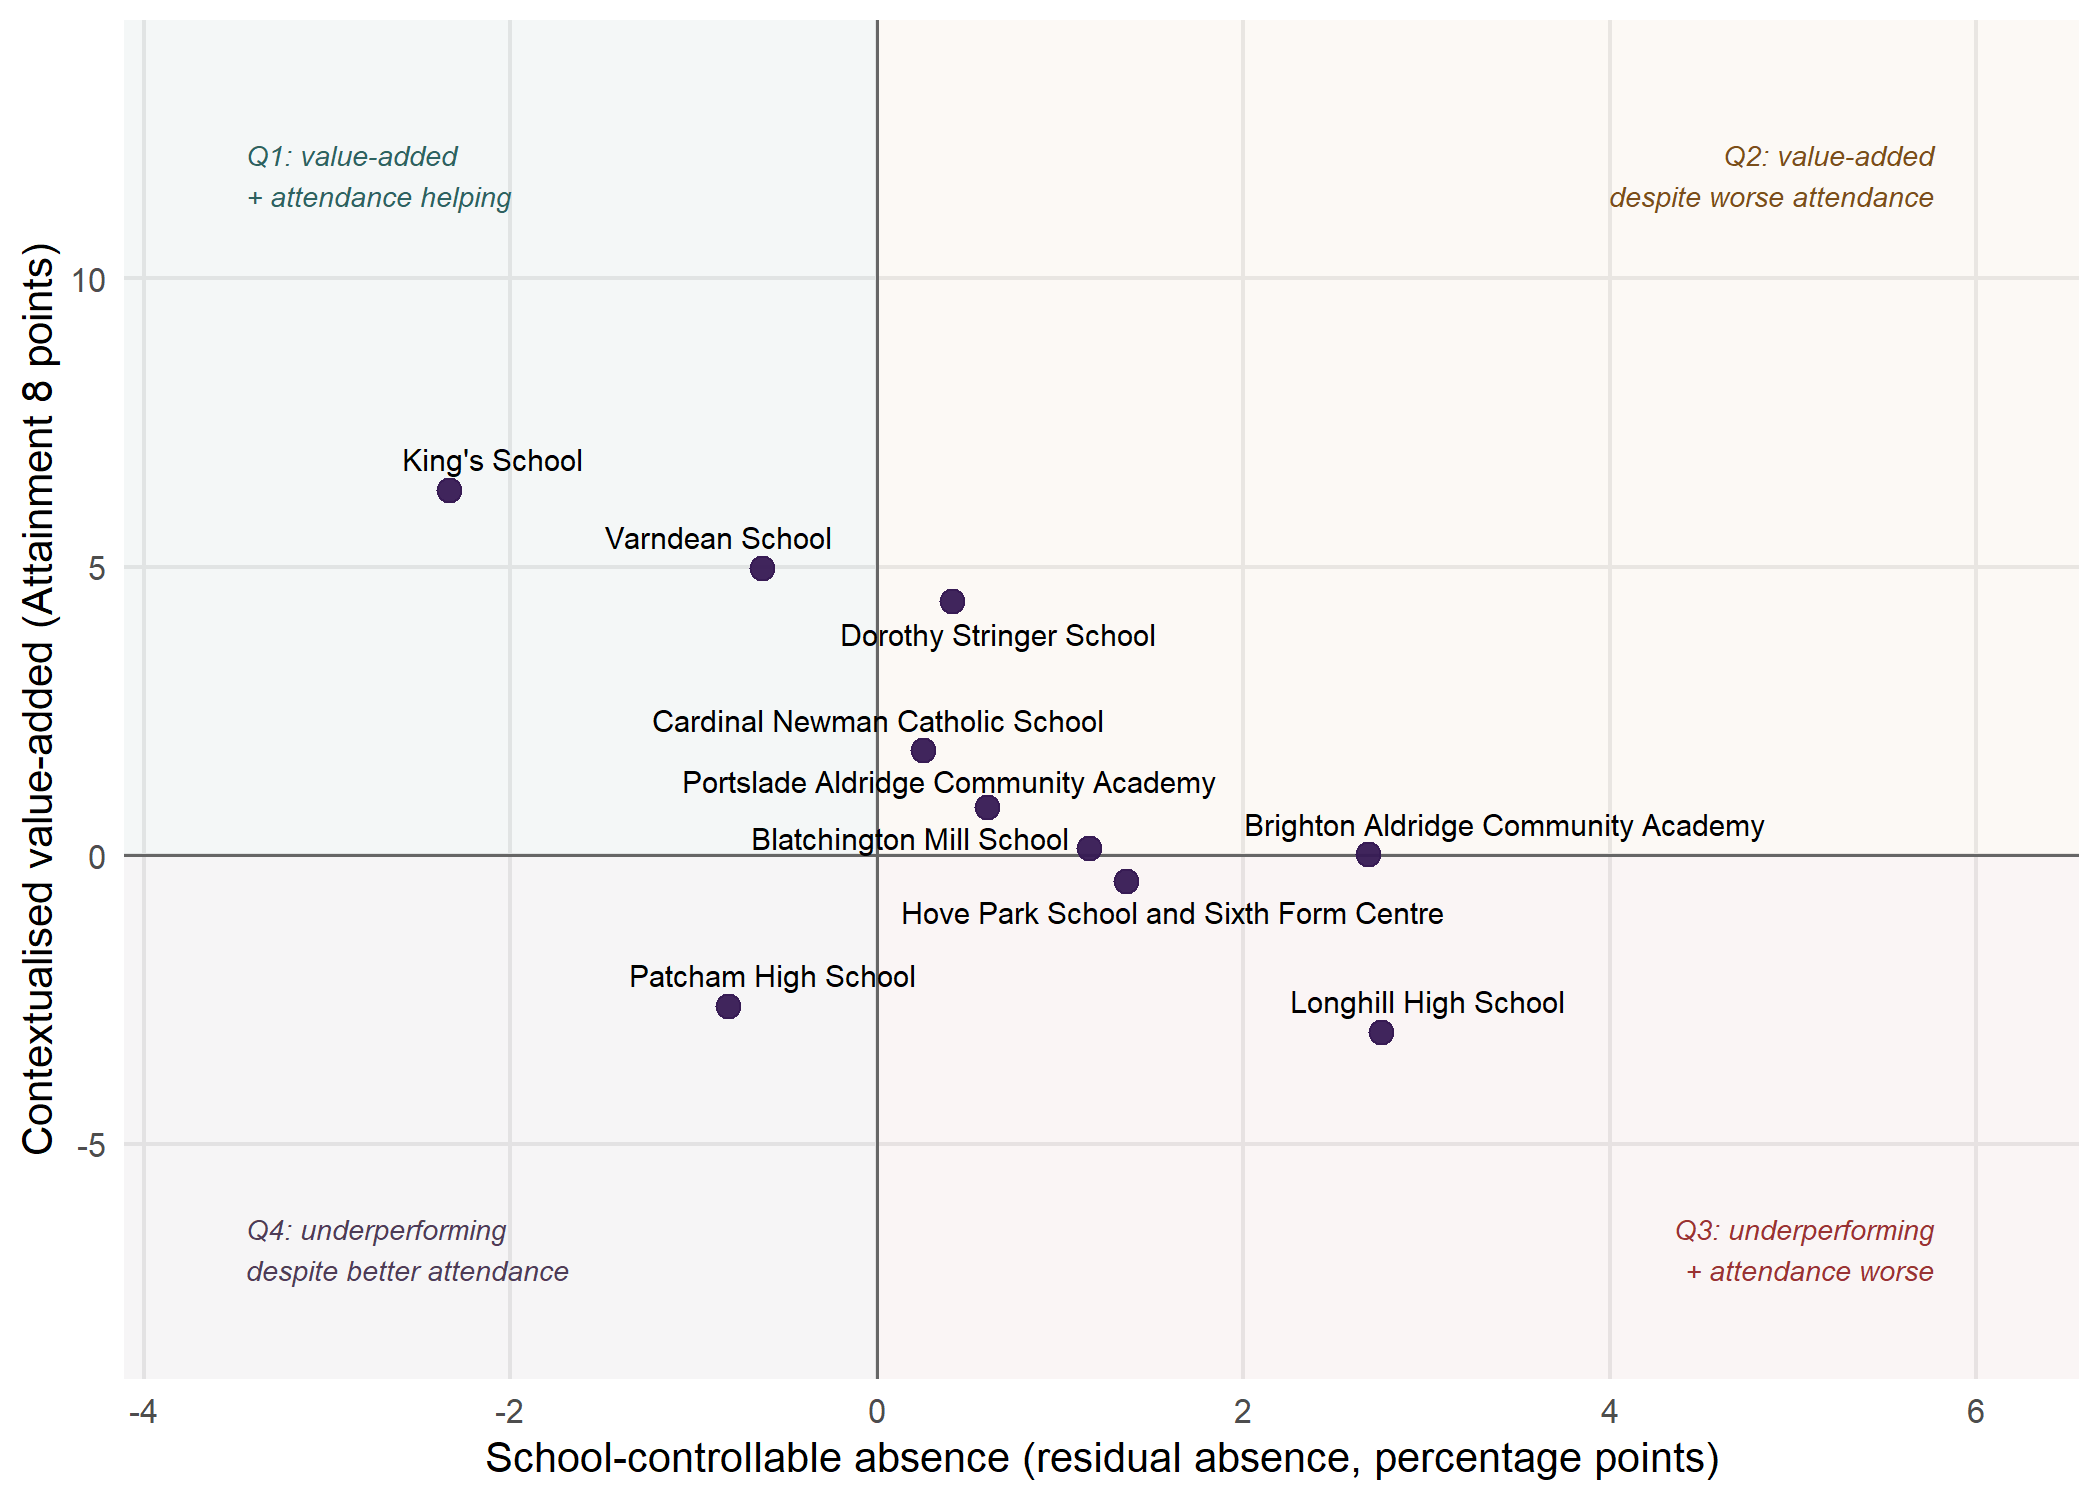 Q1: value-added
+ attendance helping
Q2: value-added
despite worse attendance
King's School
Varndean School
Dorothy Stringer School
Cardinal Newman Catholic School
Portslade Aldridge Community Academy
Blatchington Mill School
Brighton Aldridge Community Academy
Hove Park School and Sixth Form Centre
Patcham High School
Longhill High School
Q4: underperforming
despite better attendance
Q3: underperforming
+ attendance worse
10
5
0
-5
-4
-2
0
2
4
6
School-controllable absence (residual absence, percentage points)
Contextualised value-added (Attainment 8 points)